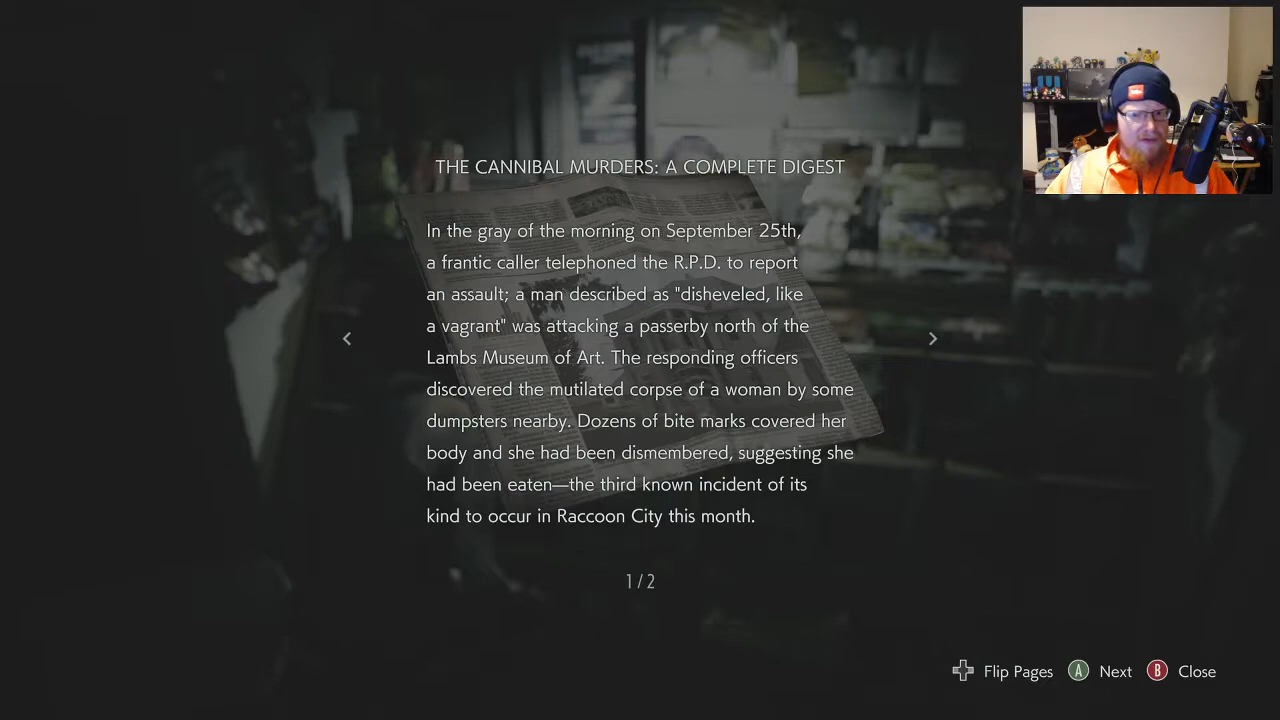 THE CANNIBAL MURDERS: A COMPLETE DIGEST
In the gray of the morning on September 25th,
a frantic caller telephoned the R.P.D. to report
an assault; a man described as "disheveled, like
a vagrant" was attacking a passerby north of the
Lambs Museum of Art. The responding officers
discovered the mutilated corpse of a woman by some
dumpsters nearby. Dozens of bite marks covered her
body and she had been dismembered, suggesting she
had been eaten—the third known incident of its
kind to occur in Raccoon City this month.
1 / 2
Flip Pages A Next B Close